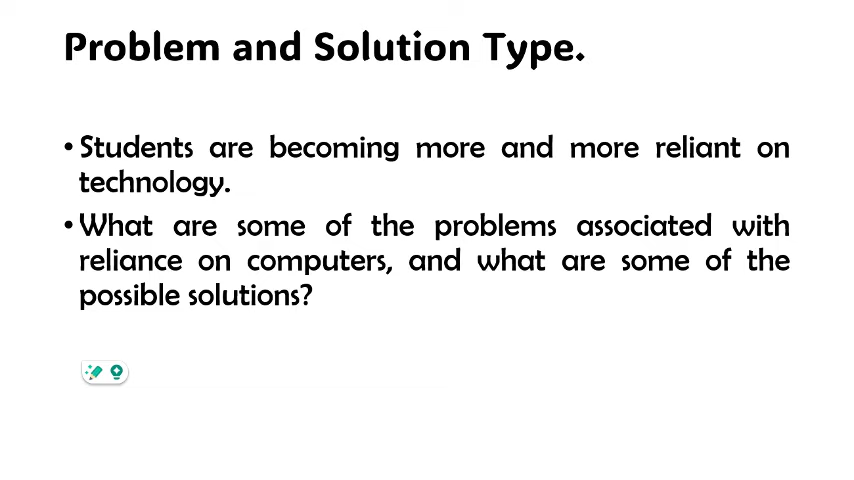 Problem and Solution Type.
• Students are becoming more and more reliant on
technology.
• What are some of the problems associated with
reliance on computers, and what are some of the
possible solutions?